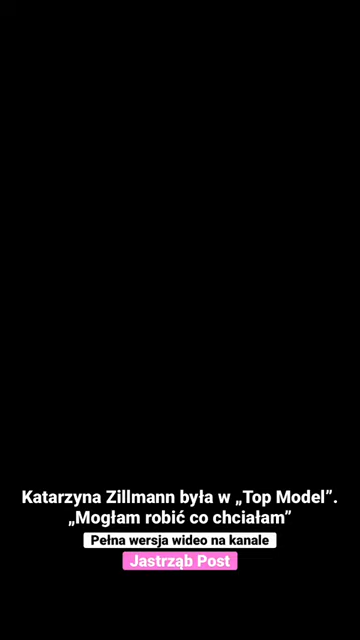 Katarzyna Zillmann była w „Top Model”.
„Mogłam robić co chciałam”
Pełna wersja wideo na kanale
Jastrząb Post